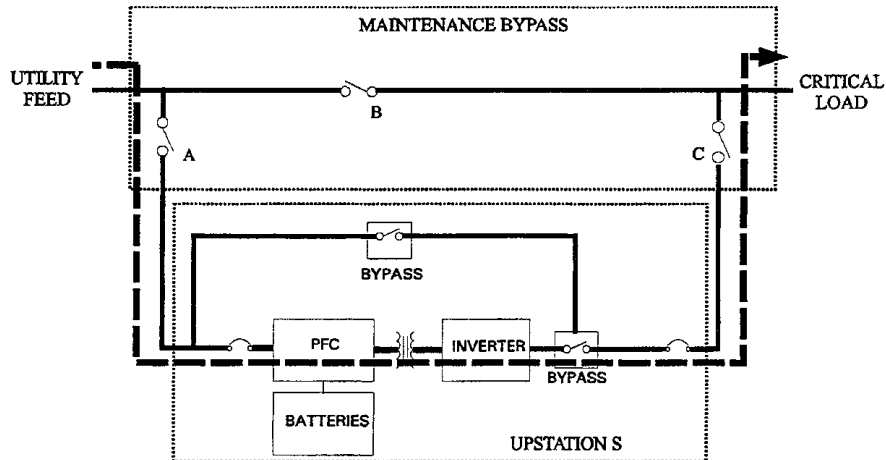 MAINTENANCE BYPASS
UTILITY
FEED
CRITICAL
LOAD
B
A
C
BYPASS
PFC
INVERTER
BYPASS
BATTERIES
UPSTATION S